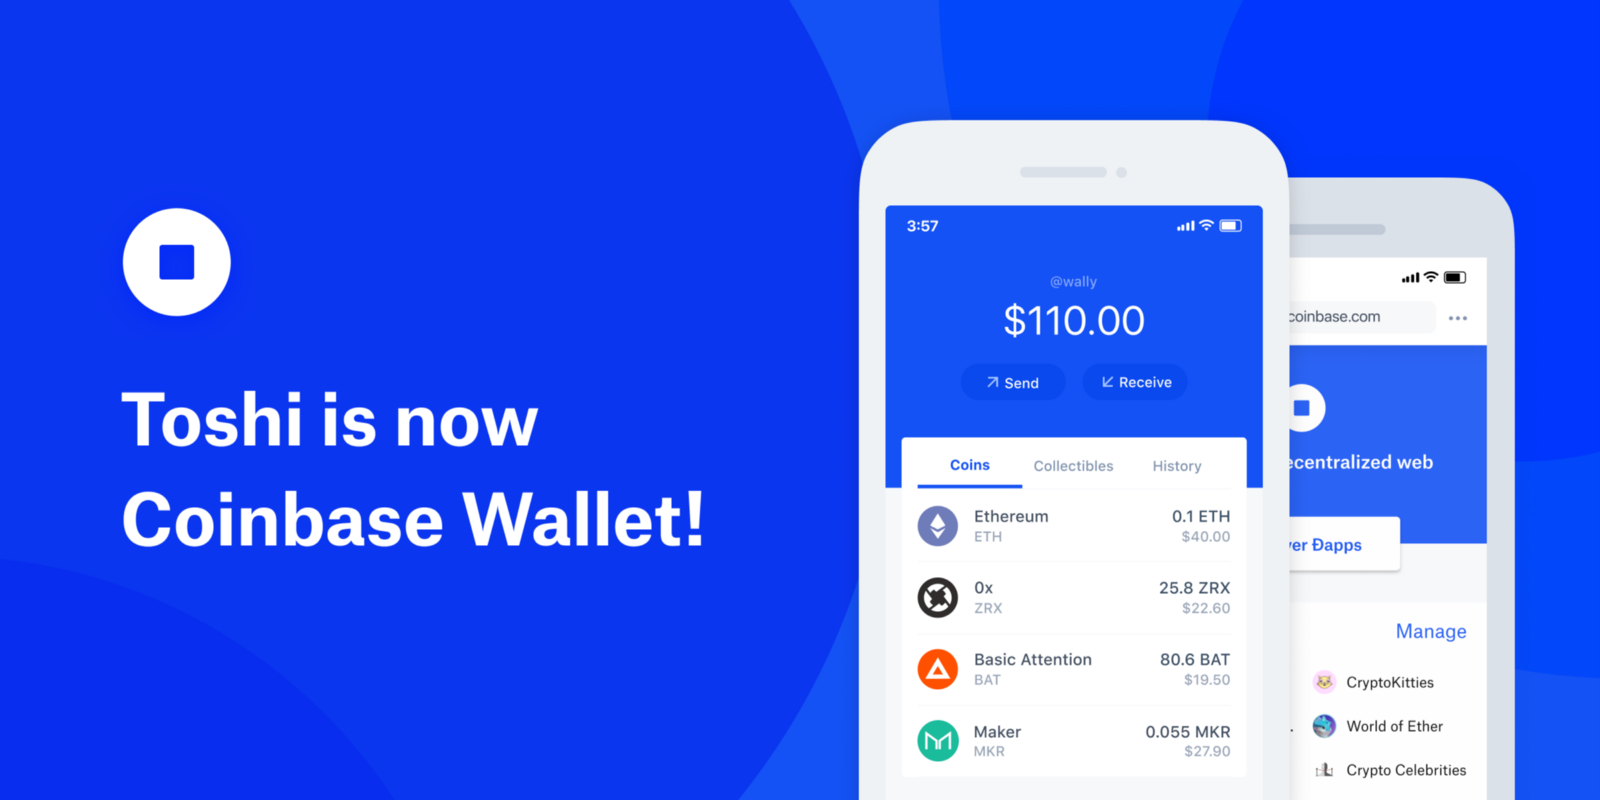 Toshi is now
Coinbase Wallet!
3:57
@wally
$110.00
Send Receive
Coins Collectibles History
Ethereum 0.1 ETH
ETH $40.00
0x 25.8 ZRX
ZRX $22.60
Basic Attention 80.6 BAT
BAT $19.50
Maker 0.055 MKR
MKR $27.90
coinbase.com
ecentralized web
er Đapps
Manage
CryptoKitties
World of Ether
Crypto Celebrities